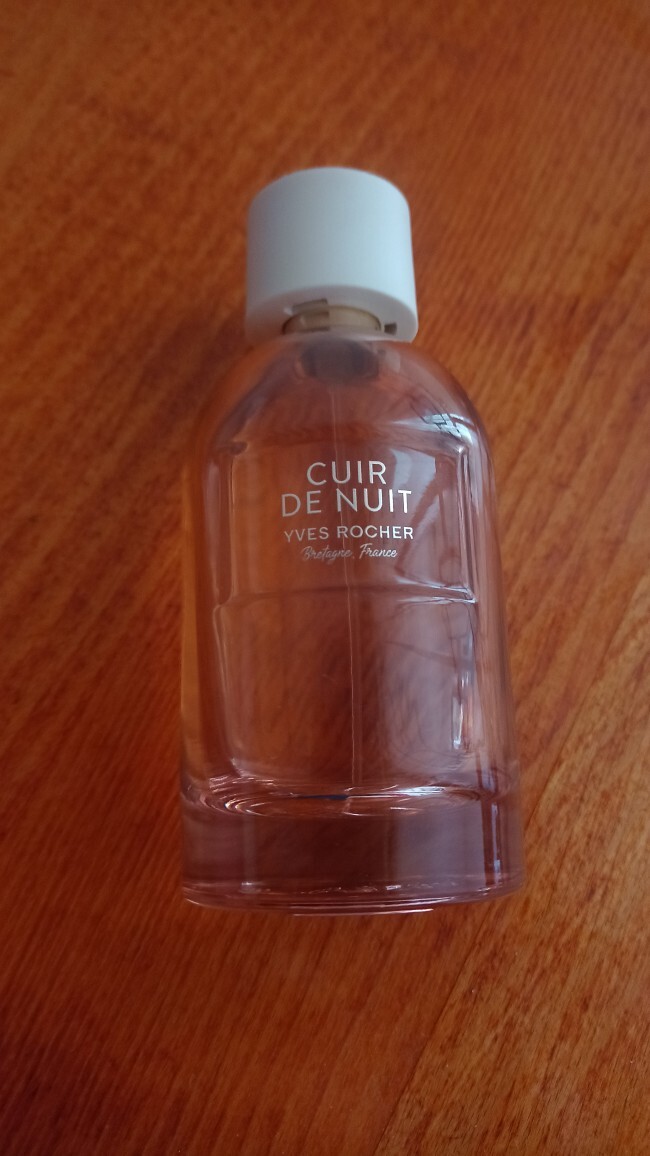 CUIR
DE NUIT
YVES ROCHER
Bretagne, France